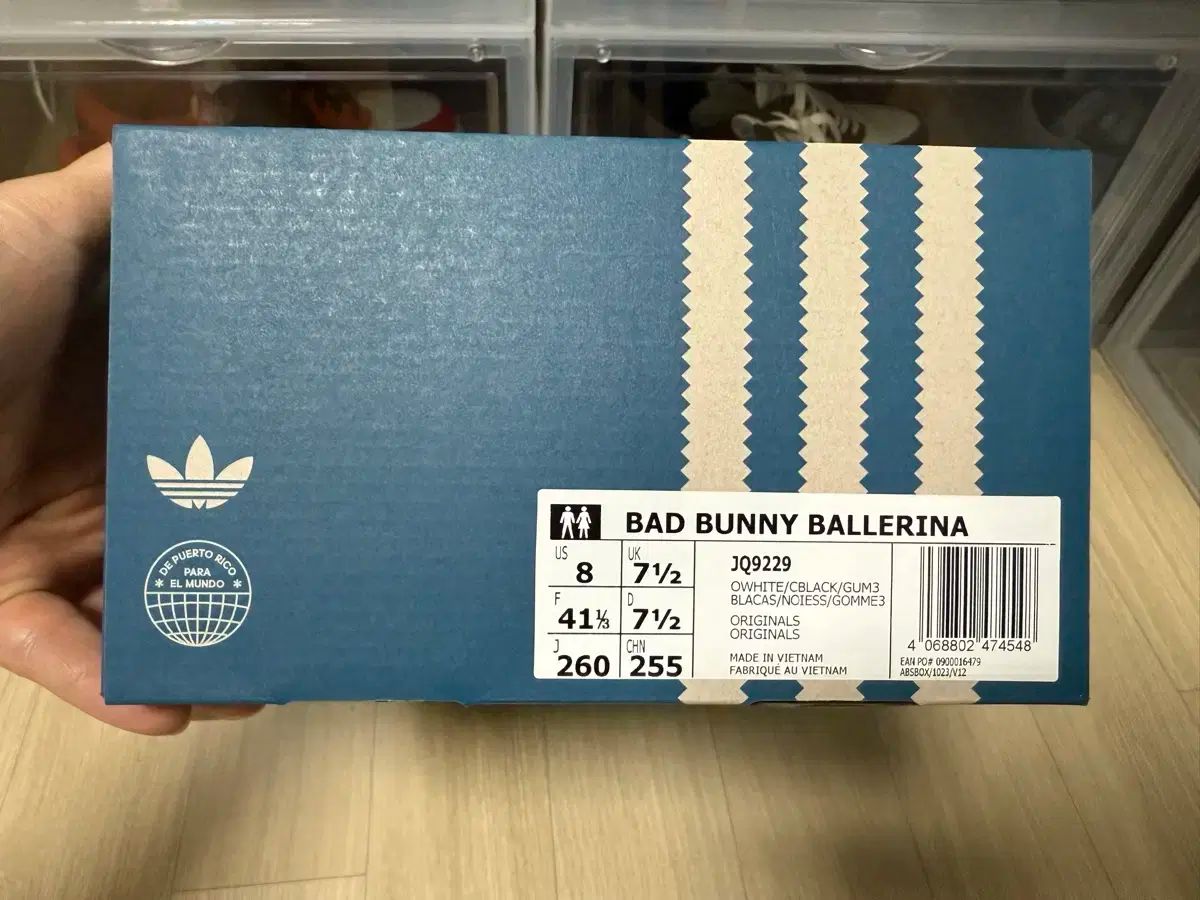 DE PUERTO RICO
PARA
* EL MUNDO *
BAD BUNNY BALLERINA
US 8
UK 7½
F 41⅓
D 7½
J 260
CHN 255
JQ9229
OWHITE/CBLACK/GUM3
BLACAS/NOIESS/GOMME3
ORIGINALS
ORIGINALS
MADE IN VIETNAM
FABRIQUÉ AU VIETNAM
4 068802 474548
EAN PO# 0900016479
ABSBOX/1023/V12